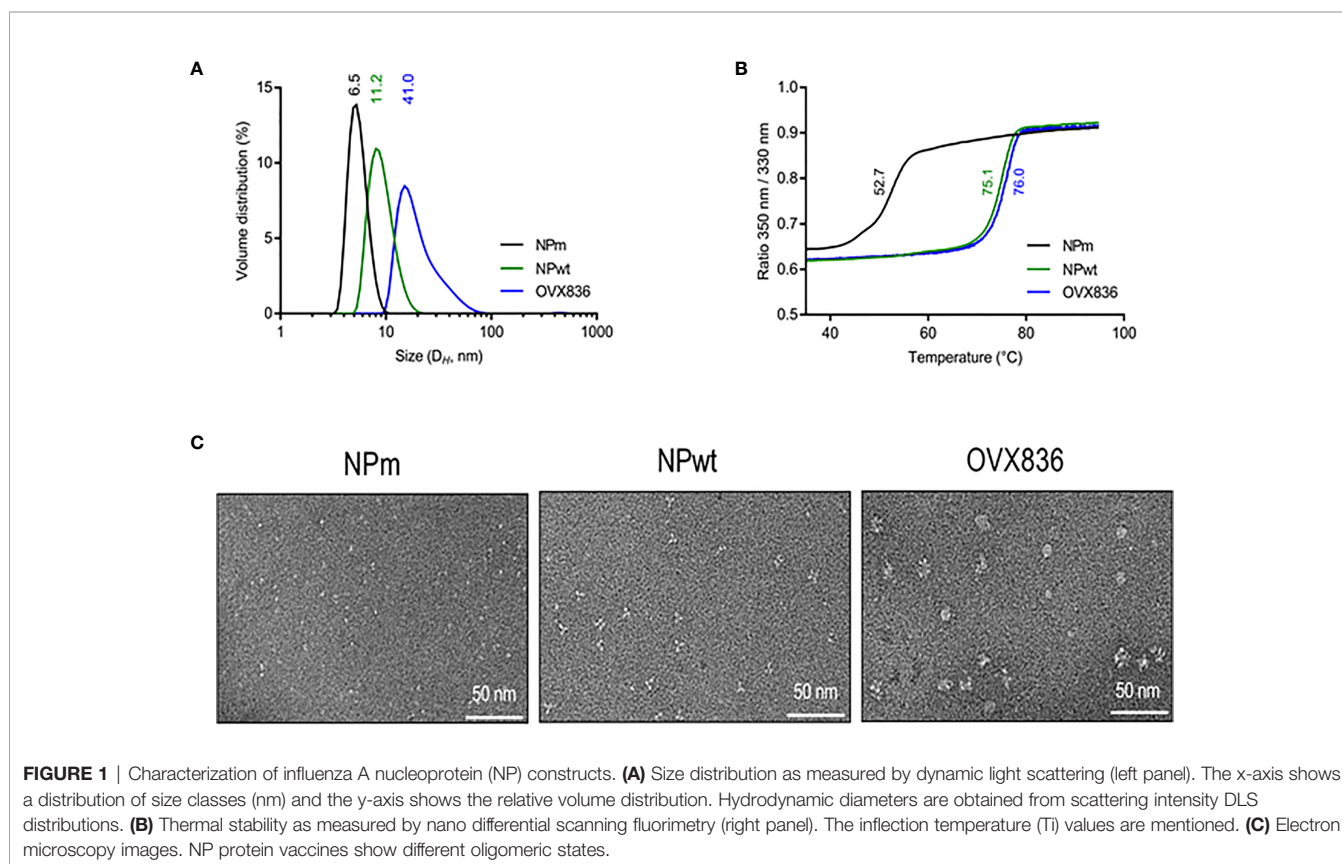 A
6.5
11.2
41.0
15
10
5
0
Volume distribution (%)
NPm
NPwt
OVX836
1
10
100
1000
Size (DH, nm)
B
1.0
0.9
0.8
0.7
0.6
0.5
Ratio 350 nm / 330 nm
52.7
75.1
76.0
NPm
NPwt
OVX836
40
60
80
100
Temperature (°C)
C
NPm
NPwt
OVX836
50 nm
50 nm
50 nm
FIGURE 1 | Characterization of influenza A nucleoprotein (NP) constructs. (A) Size distribution as measured by dynamic light scattering (left panel). The x-axis shows
a distribution of size classes (nm) and the y-axis shows the relative volume distribution. Hydrodynamic diameters are obtained from scattering intensity DLS
distributions. (B) Thermal stability as measured by nano differential scanning fluorimetry (right panel). The inflection temperature (Ti) values are mentioned. (C) Electron
microscopy images. NP protein vaccines show different oligomeric states.